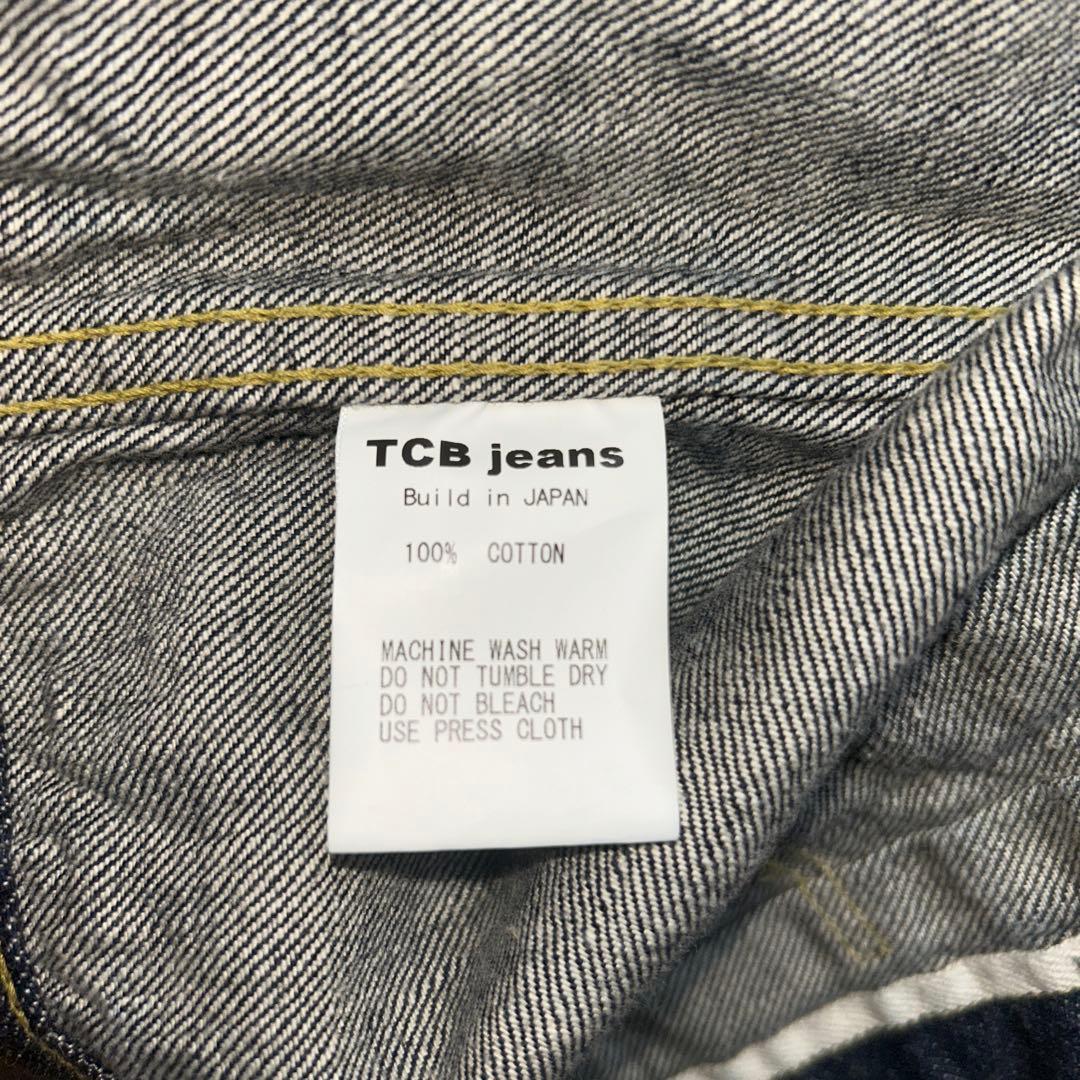 TCB jeans
Build in JAPAN
100% COTTON
MACHINE WASH WARM
DO NOT TUMBLE DRY
DO NOT BLEACH
USE PRESS CLOTH